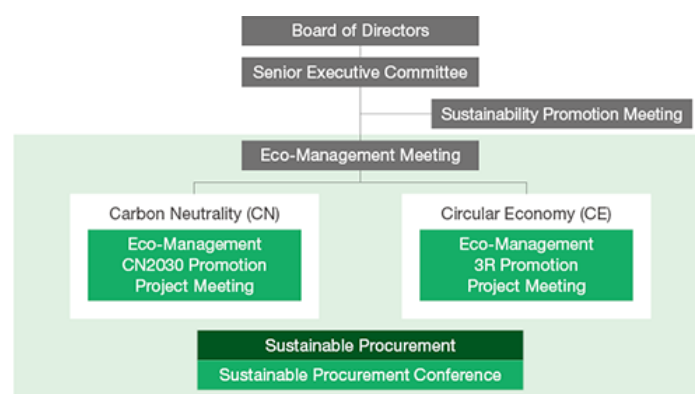 Board of Directors
Senior Executive Committee
Sustainability Promotion Meeting
Eco-Management Meeting
Carbon Neutrality (CN)
Eco-Management
CN2030 Promotion
Project Meeting
Circular Economy (CE)
Eco-Management
3R Promotion
Project Meeting
Sustainable Procurement
Sustainable Procurement Conference